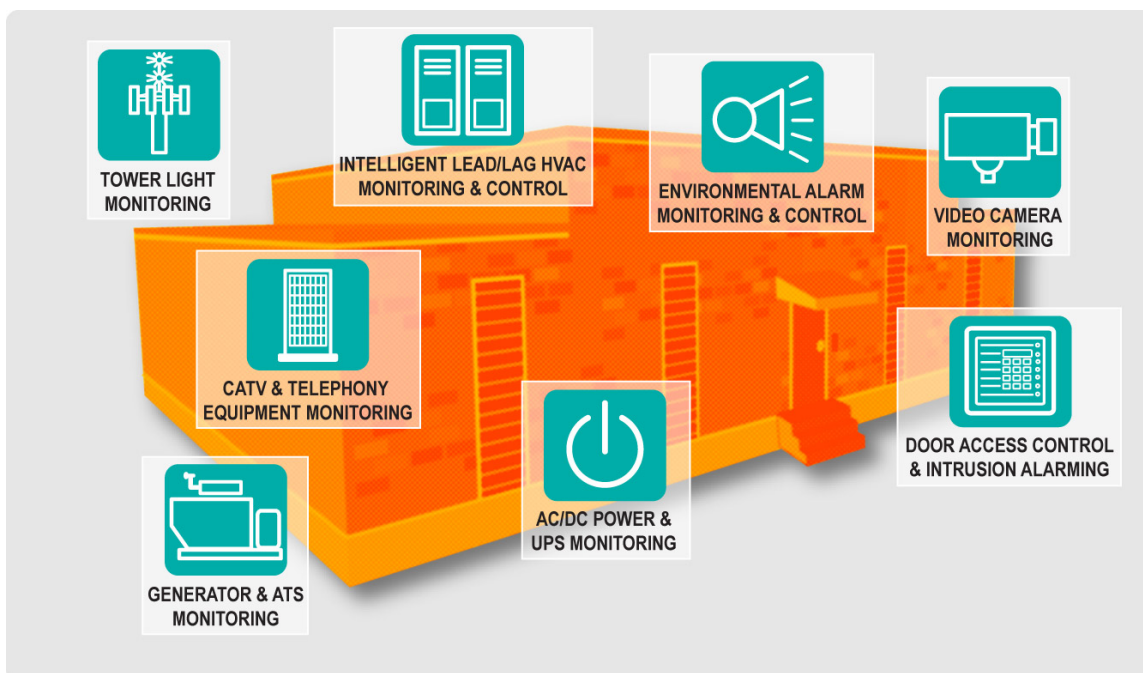 TOWER LIGHT
MONITORING
INTELLIGENT LEAD/LAG HVAC
MONITORING & CONTROL
ENVIRONMENTAL ALARM
MONITORING & CONTROL
VIDEO CAMERA
MONITORING
CATV & TELEPHONY
EQUIPMENT MONITORING
DOOR ACCESS CONTROL
& INTRUSION ALARMING
AC/DC POWER &
UPS MONITORING
GENERATOR & ATS
MONITORING